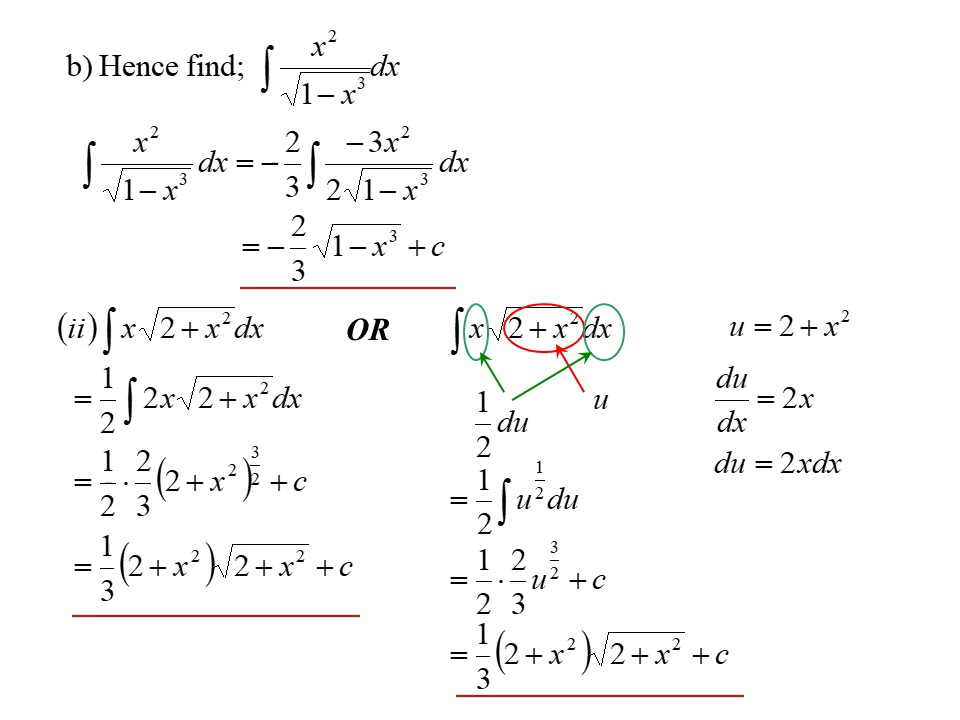 b) Hence find; ∫ x²/√(1 − x³) dx
∫ x²/√(1 − x³) dx = − 2/3 ∫ − 3x²/(2√(1 − x³)) dx
= − 2/3 √(1 − x³) + c
(ii) ∫ x√(2 + x²) dx
= 1/2 ∫ 2x√(2 + x²) dx
= 1/2 · 2/3 (2 + x²)^(3/2) + c
= 1/3 (2 + x²)√(2 + x²) + c
OR
∫ x√(2 + x²) dx
1/2 du
u
= 1/2 ∫ u^(1/2) du
= 1/2 · 2/3 u^(3/2) + c
= 1/3 (2 + x²)√(2 + x²) + c
u = 2 + x²
du/dx = 2x
du = 2xdx